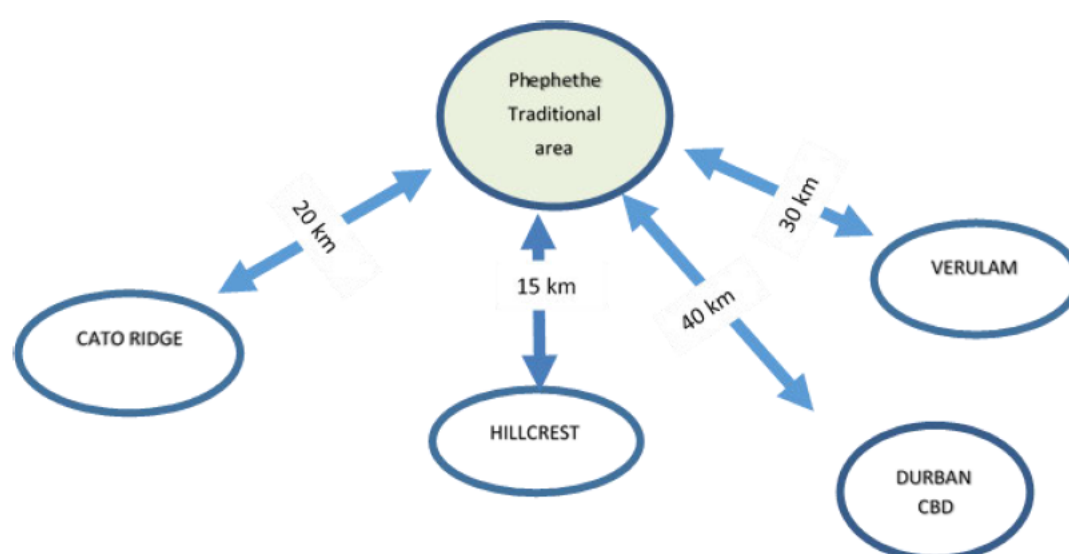 Phephethe
Traditional
area
20 km
15 km
40 km
30 km
CATO RIDGE
HILLCREST
VERULAM
DURBAN
CBD